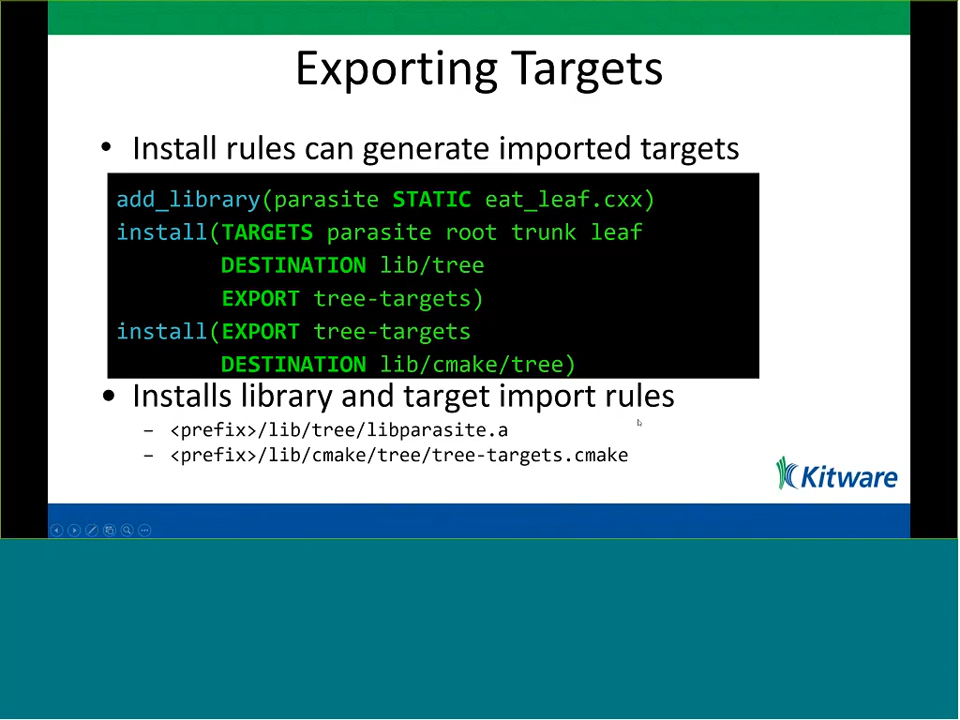 Exporting Targets
• Install rules can generate imported targets
add_library(parasite STATIC eat_leaf.cxx)
install(TARGETS parasite root trunk leaf
DESTINATION lib/tree
EXPORT tree-targets)
install(EXPORT tree-targets
DESTINATION lib/cmake/tree)
• Installs library and target import rules
– <prefix>/lib/tree/libparasite.a
– <prefix>/lib/cmake/tree/tree-targets.cmake
Kitware